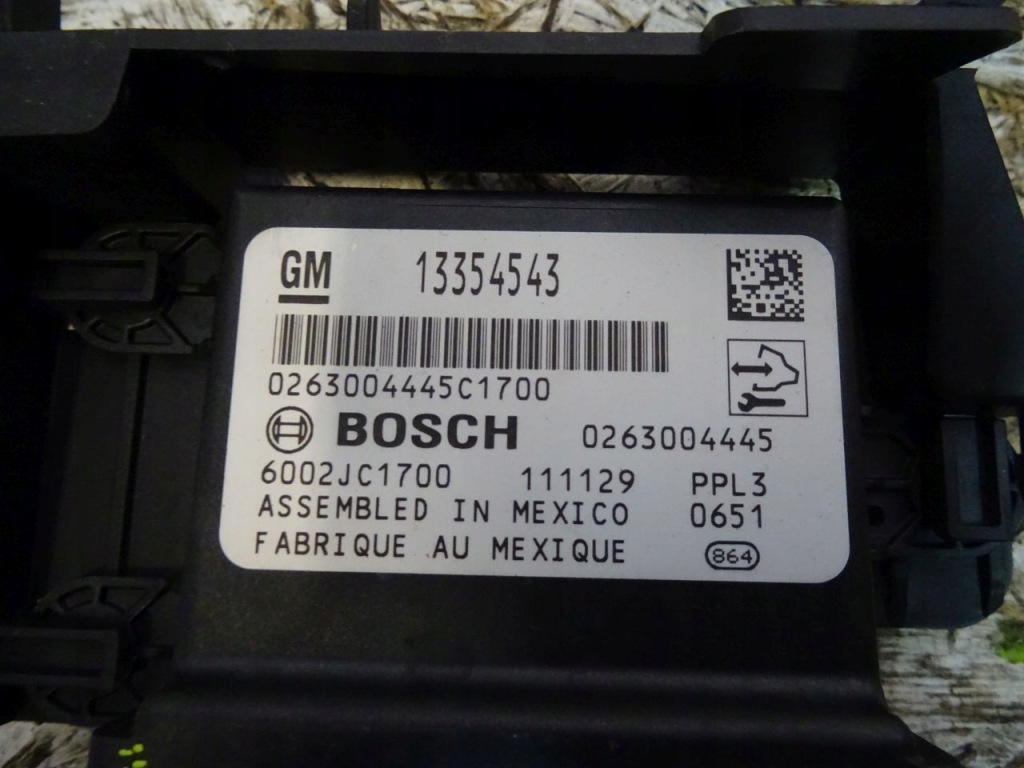 GM 13354543
0263004445C1700
BOSCH 0263004445
6002JC1700 111129 PPL3
ASSEMBLED IN MEXICO 0651
FABRIQUE AU MEXIQUE 864